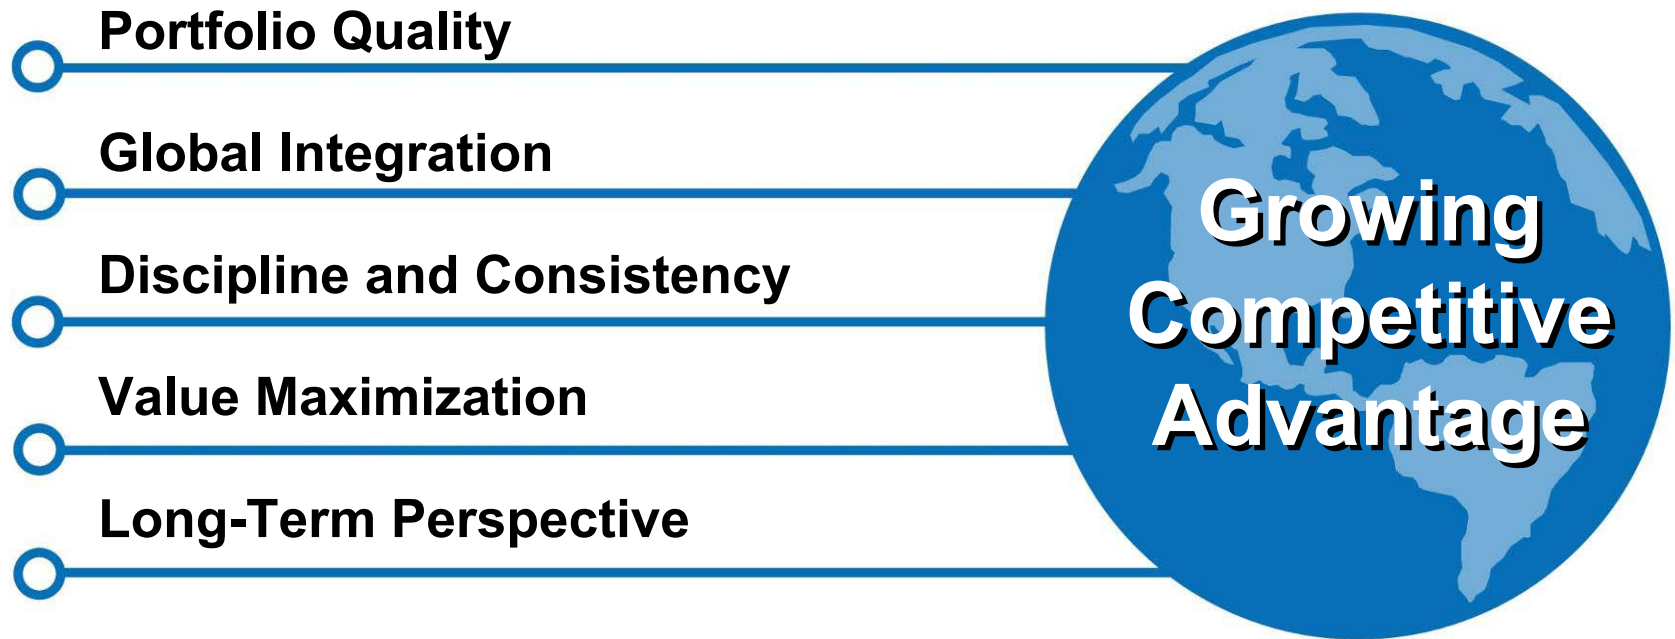 Portfolio Quality
Global Integration
Discipline and Consistency
Value Maximization
Long-Term Perspective
Growing
Competitive
Advantage